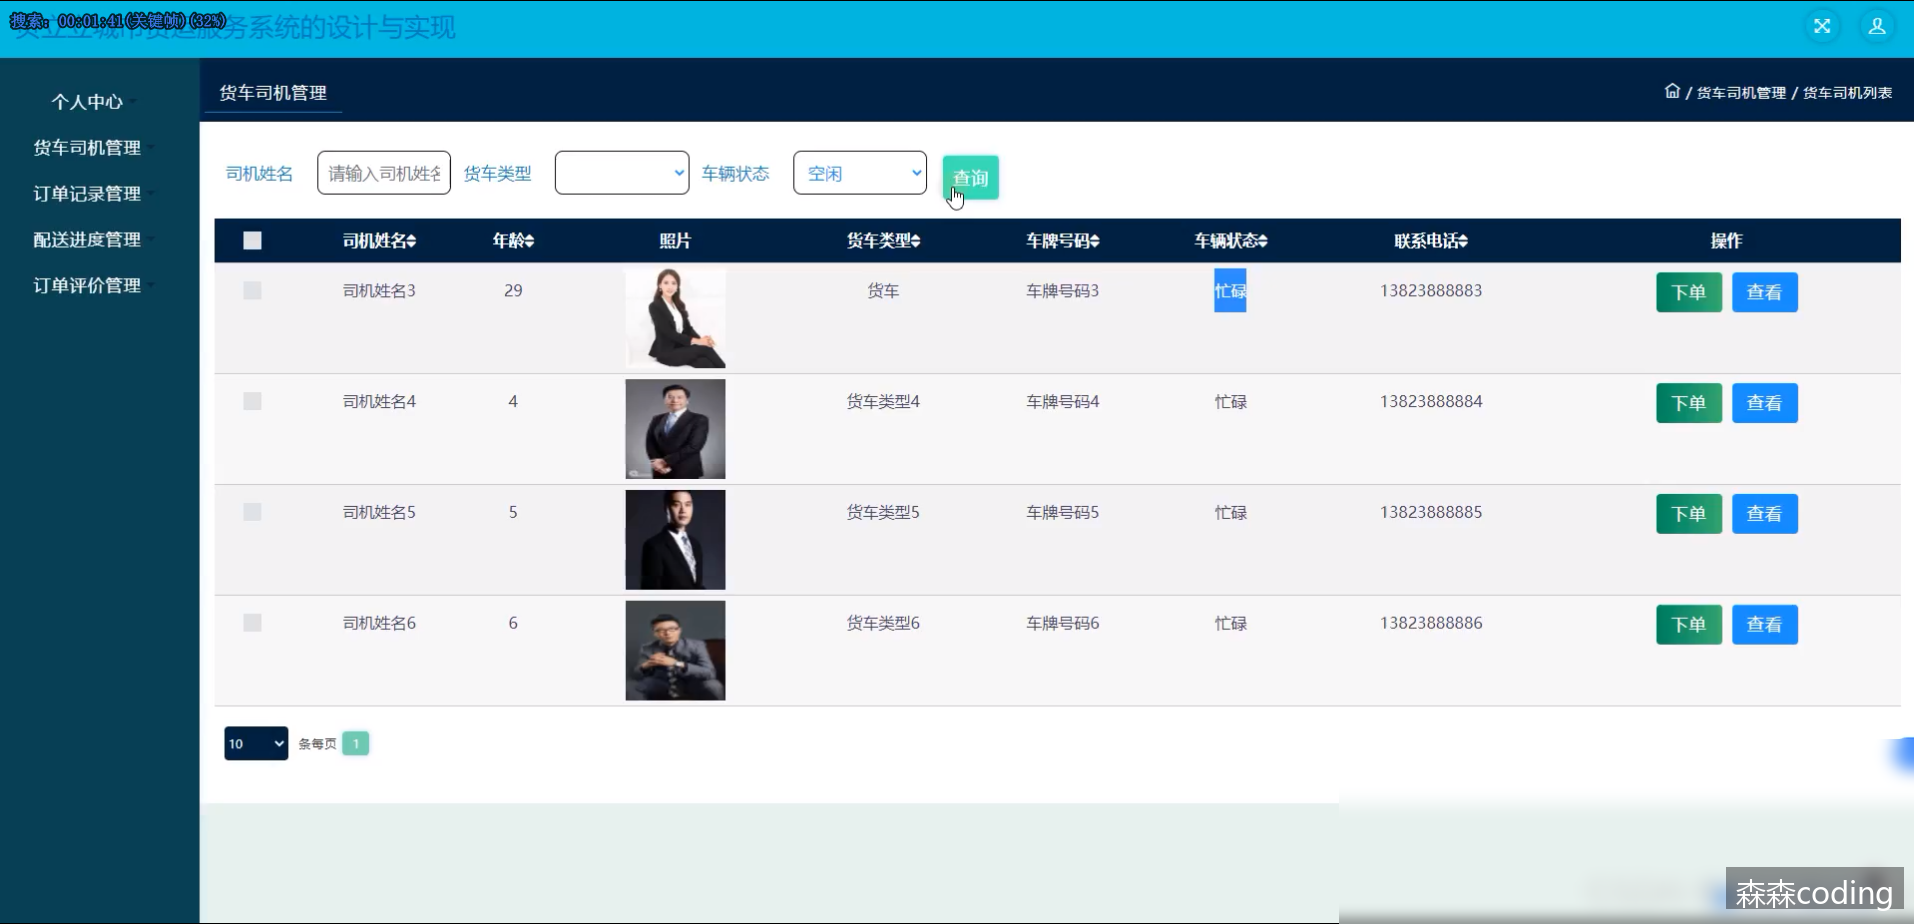 搜索: 00:01:41(关键帧)(32%)
城市货运服务系统的设计与实现
个人中心
货车司机管理
订单记录管理
配送进度管理
订单评价管理
货车司机管理
/ 货车司机管理 / 货车司机列表
司机姓名 请输入司机姓名 货车类型 车辆状态 空闲 查询
司机姓名 年龄 照片 货车类型 车牌号码 车辆状态 联系电话 操作
司机姓名3 29 货车 车牌号码3 忙碌 13823888883 下单 查看
司机姓名4 4 货车类型4 车牌号码4 忙碌 13823888884 下单 查看
司机姓名5 5 货车类型5 车牌号码5 忙碌 13823888885 下单 查看
司机姓名6 6 货车类型6 车牌号码6 忙碌 13823888886 下单 查看
10 条每页 1
森森coding